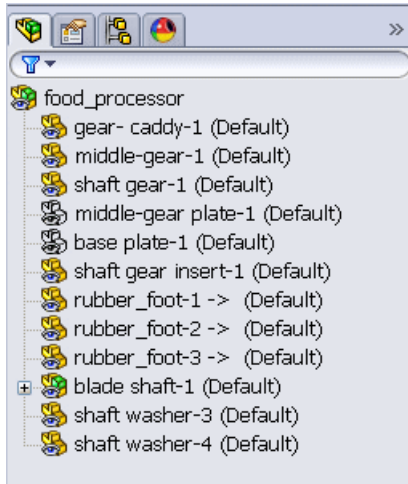 food_processor
gear- caddy-1 (Default)
middle-gear-1 (Default)
shaft gear-1 (Default)
middle-gear plate-1 (Default)
base plate-1 (Default)
shaft gear insert-1 (Default)
rubber_foot-1 ->  (Default)
rubber_foot-2 ->  (Default)
rubber_foot-3 ->  (Default)
blade shaft-1 (Default)
shaft washer-3 (Default)
shaft washer-4 (Default)